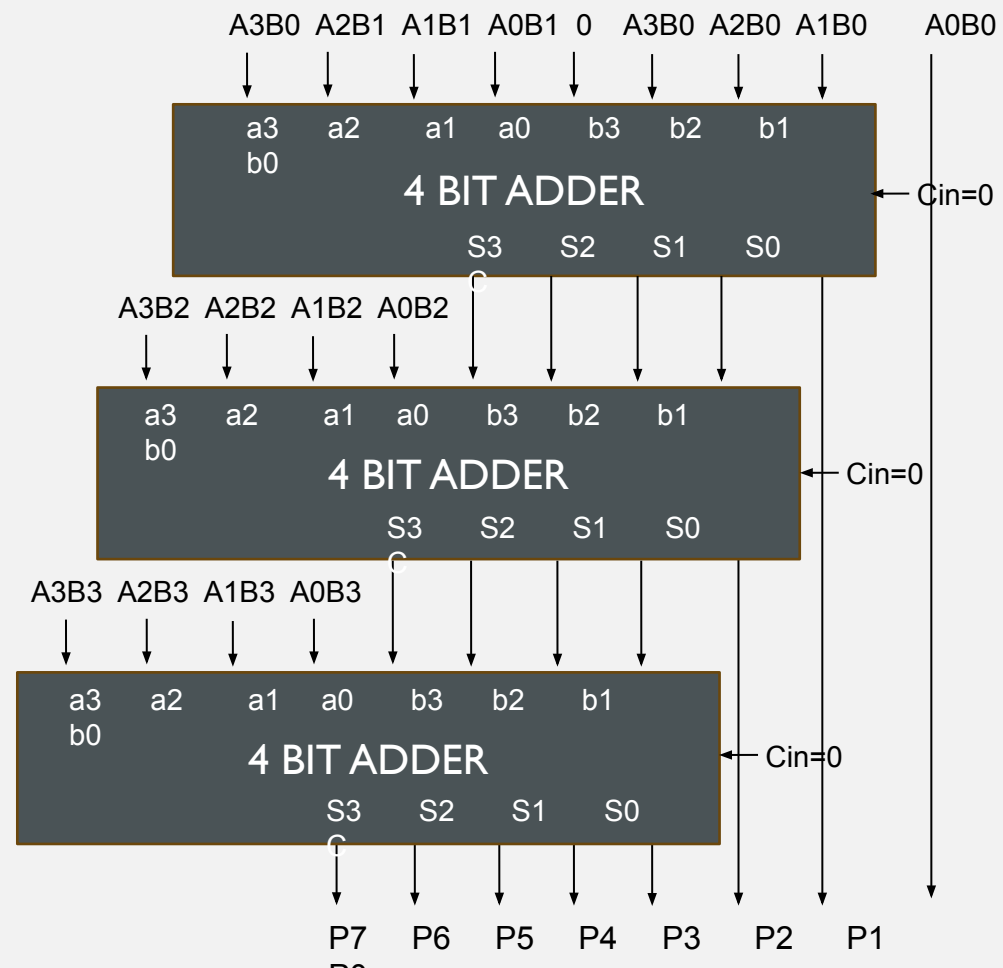 A3B0 A2B1 A1B1 A0B1 0 A3B0 A2B0 A1B0 A0B0
a3 a2 a1 a0 b3 b2 b1
b0
4 BIT ADDER
Cin=0
S3 S2 S1 S0
C
A3B2 A2B2 A1B2 A0B2
a3 a2 a1 a0 b3 b2 b1
b0
4 BIT ADDER
Cin=0
S3 S2 S1 S0
C
A3B3 A2B3 A1B3 A0B3
a3 a2 a1 a0 b3 b2 b1
b0
4 BIT ADDER
Cin=0
S3 S2 S1 S0
C
P7 P6 P5 P4 P3 P2 P1